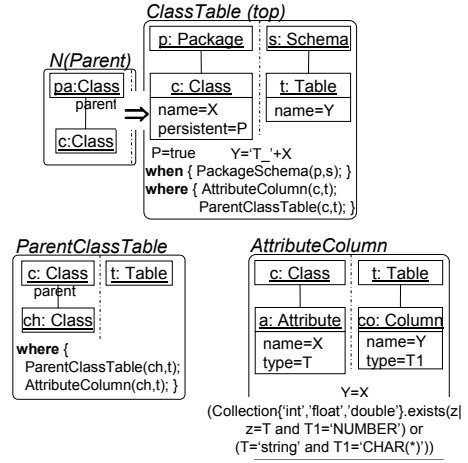 ClassTable (top)
p: Package
s: Schema
N(Parent)
pa:Class
parent
c:Class
⇒
c: Class
name=X
persistent=P
t: Table
name=Y
P=true Y='T_'+X
when { PackageSchema(p,s); }
where { AttributeColumn(c,t);
ParentClassTable(c,t); }
ParentClassTable
c: Class
t: Table
parent
ch: Class
where {
ParentClassTable(ch,t);
AttributeColumn(ch,t); }
AttributeColumn
c: Class
t: Table
a: Attribute
name=X
type=T
co: Column
name=Y
type=T1
Y=X
(Collection{'int','float','double'}.exists(z|
z=T and T1='NUMBER') or
(T='string' and T1='CHAR(*)'))